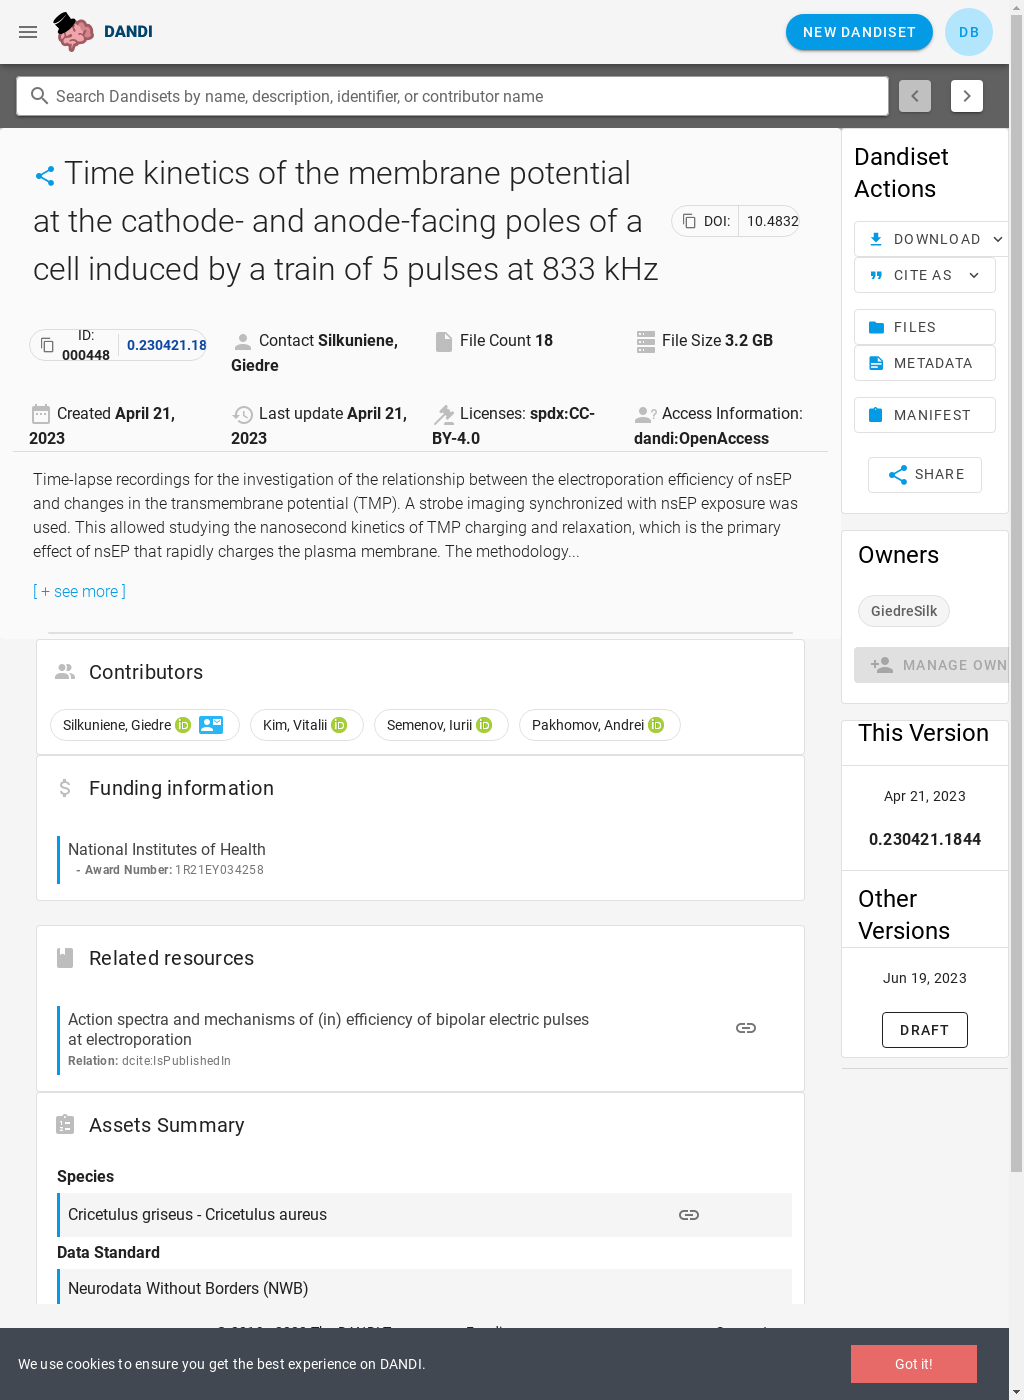 DANDI
NEW DANDISET
DB
Search Dandisets by name, description, identifier, or contributor name
Time kinetics of the membrane potential
at the cathode- and anode-facing poles of a
cell induced by a train of 5 pulses at 833 kHz
DOI: 10.4832
ID:
000448
0.230421.18
Contact Silkuniene,
Giedre
File Count 18
File Size 3.2 GB
Created April 21,
2023
Last update April 21,
2023
Licenses: spdx:CC-
BY-4.0
Access Information:
dandi:OpenAccess
Time-lapse recordings for the investigation of the relationship between the electroporation efficiency of nsEP
and changes in the transmembrane potential (TMP). A strobe imaging synchronized with nsEP exposure was
used. This allowed studying the nanosecond kinetics of TMP charging and relaxation, which is the primary
effect of nsEP that rapidly charges the plasma membrane. The methodology...
[ + see more ]
Contributors
Silkuniene, Giedre iD
Kim, Vitalii iD
Semenov, Iurii iD
Pakhomov, Andrei iD
Funding information
National Institutes of Health
- Award Number: 1R21EY034258
Related resources
Action spectra and mechanisms of (in) efficiency of bipolar electric pulses
at electroporation
Relation: dcite:IsPublishedIn
Assets Summary
Species
Cricetulus griseus - Cricetulus aureus
Data Standard
Neurodata Without Borders (NWB)
Dandiset
Actions
DOWNLOAD
CITE AS
FILES
METADATA
MANIFEST
SHARE
Owners
GiedreSilk
MANAGE OWN
This Version
Apr 21, 2023
0.230421.1844
Other
Versions
Jun 19, 2023
DRAFT
We use cookies to ensure you get the best experience on DANDI.
Got it!